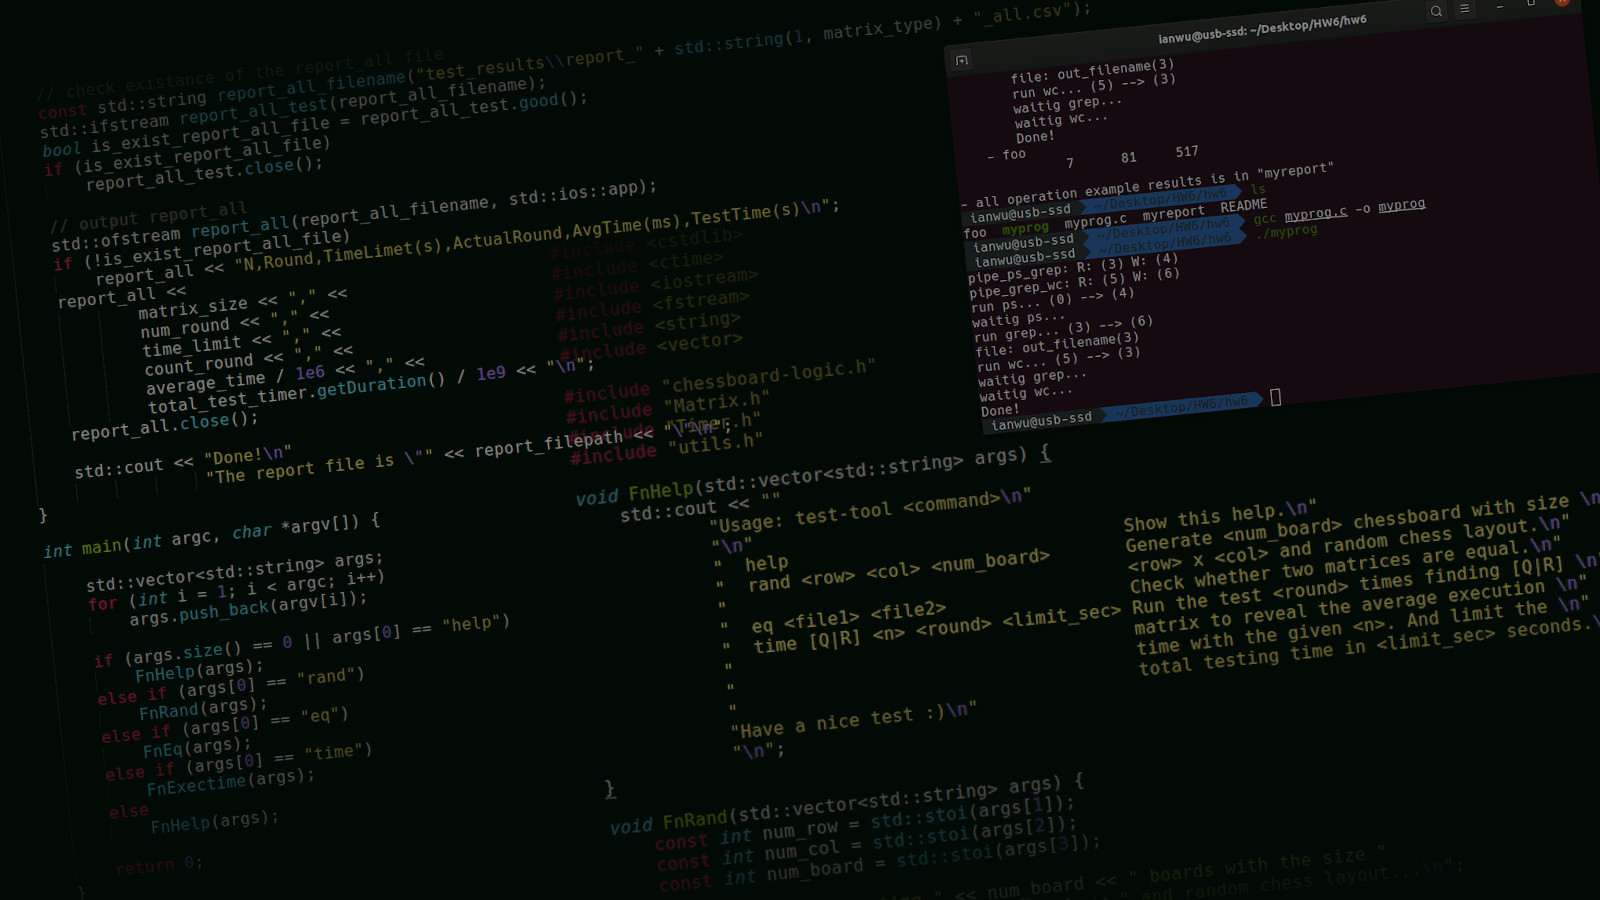 matrix_type) + "_all.csv");
// check existance of the report_all file
const std::string report_all_filename("test_results\\report_" + std::string(1, matrix_type) + "_all.csv");
std::ifstream report_all_test(report_all_filename);
bool is_exist_report_all_file = report_all_test.good();
if (is_exist_report_all_file)
report_all_test.close();
// output report_all
std::ofstream report_all(report_all_filename, std::ios::app);
if (!is_exist_report_all_file)
report_all << "N,Round,TimeLimet(s),ActualRound,AvgTime(ms),TestTime(s)\n";
report_all <<
matrix_size << "," <<
num_round << "," <<
time_limit << "," <<
count_round << "," <<
average_time / 1e6 << "," <<
total_test_timer.getDuration() / 1e9 << "\n";
report_all.close();
std::cout << "Done!\n"
"The report file is \"" << report_filepath << "\"\n";
}
int main(int argc, char *argv[]) {
std::vector<std::string> args;
for (int i = 1; i < argc; i++)
args.push_back(argv[i]);
if (args.size() == 0 || args[0] == "help")
FnHelp(args);
else if (args[0] == "rand")
FnRand(args);
else if (args[0] == "eq")
FnEq(args);
else if (args[0] == "time")
FnExectime(args);
else
FnHelp(args);
return 0;
}
#include <cstdlib>
#include <ctime>
#include <iostream>
#include <fstream>
#include <string>
#include <vector>
#include "chessboard-logic.h"
#include "Matrix.h"
#include "Timer.h"
#include "utils.h"
void FnHelp(std::vector<std::string> args) {
std::cout << ""
"Usage: test-tool <command>\n"
"\n"
"  help Show this help.\n"
"  rand <row> <col> <num_board> Generate <num_board> chessboard with size \n"
" <row> x <col> and random chess layout.\n"
"  eq <file1> <file2> Check whether two matrices are equal.\n"
"  time [Q|R] <n> <round> <limit_sec> Run the test <round> times finding [Q|R] \n"
" matrix to reveal the average execution \n"
" time with the given <n>. And limit the \n"
" total testing time in <limit_sec> seconds.\
"Have a nice test :)\n"
"\n";
}
void FnRand(std::vector<std::string> args) {
const int num_row = std::stoi(args[1]);
const int num_col = std::stoi(args[2]);
const int num_board = std::stoi(args[3]);
" << num_board << " boards with the size "
" and random chess layout...\n";
ianwu@usb-ssd: ~/Desktop/HW6/hw6
file: out_filename(3)
run wc... (5) --> (3)
waitig grep...
waitig wc...
Done!
- foo
7 81 517
- all operation example results is in "myreport"
ianwu@usb-ssd ~/Desktop/HW6/hw6 ls
foo myprog myprog.c myreport README
ianwu@usb-ssd ~/Desktop/HW6/hw6 gcc myprog.c -o myprog
ianwu@usb-ssd ~/Desktop/HW6/hw6 ./myprog
pipe_ps_grep: R: (3) W: (4)
pipe_grep_wc: R: (5) W: (6)
run ps... (0) --> (4)
waitig ps...
run grep... (3) --> (6)
file: out_filename(3)
run wc... (5) --> (3)
waitig grep...
waitig wc...
Done!
ianwu@usb-ssd ~/Desktop/HW6/hw6